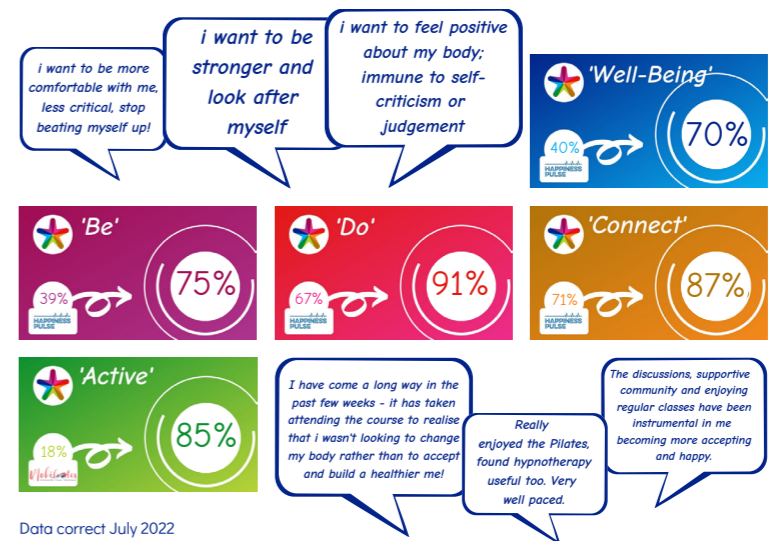 i want to be more
comfortable with me,
less critical, stop
beating myself up!
i want to be
stronger and
look after
myself
i want to feel positive
about my body;
immune to self-
criticism or
judgement
'Well-Being'
70%
40%
HAPPINESS
PULSE
'Be'
75%
39%
HAPPINESS
PULSE
'Do'
91%
67%
HAPPINESS
PULSE
'Connect'
87%
71%
HAPPINESS
PULSE
'Active'
85%
18%
I have come a long way in the
past few weeks - it has taken
attending the course to realise
that i wasn't looking to change
my body rather than to accept
and build a healthier me!
Really
enjoyed the Pilates,
found hypnotherapy
useful too. Very
well paced.
The discussions, supportive
community and enjoying
regular classes have been
instrumental in me
becoming more accepting
and happy.
Data correct July 2022